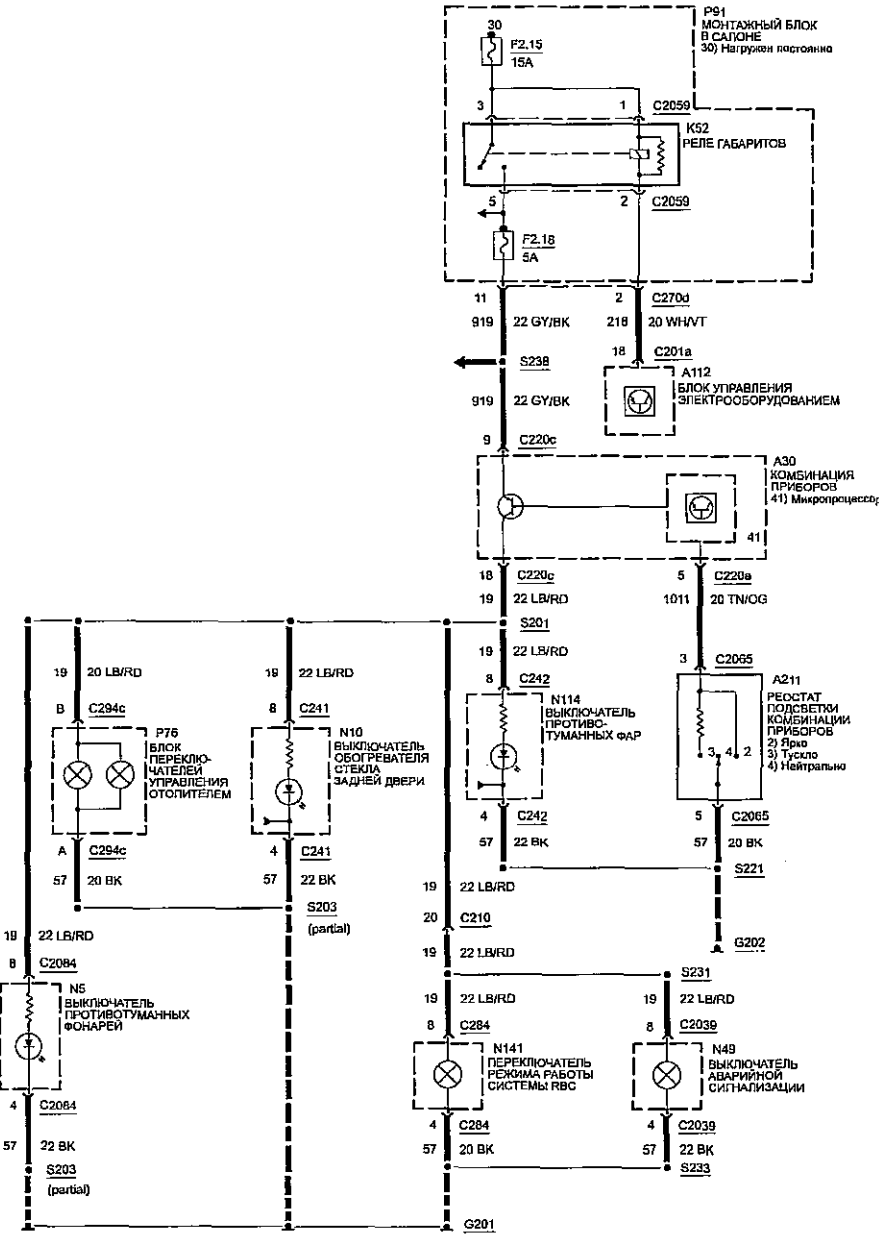 P91
МОНТАЖНЫЙ БЛОК
В САЛОНЕ
30) Нагружен постоянно
30
F2.15
15A
3 1 C2059
K52
РЕЛЕ ГАБАРИТОВ
5 2 C2059
F2.18
5A
11 2 C270d
919 22 GY/BK 218 20 WH/VT
S238
18 C201a
A112
БЛОК УПРАВЛЕНИЯ
ЭЛЕКТРООБОРУДОВАНИЕМ
919 22 GY/BK
9 C220c
A30
КОМБИНАЦИЯ
ПРИБОРОВ
41) Микропроцессор
41
18 C220c 5 C220a
19 22 LB/RD 1011 20 TN/OG
S201
19 20 LB/RD 19 22 LB/RD 19 22 LB/RD
8 C242 3 C2065
B C294c 8 C241
P76
БЛОК
ПЕРЕКЛЮ-
ЧАТЕЛЕЙ
УПРАВЛЕНИЯ
ОТОПИТЕЛЕМ
N10
ВЫКЛЮЧАТЕЛЬ
ОБОГРЕВАТЕЛЯ
СТЕКЛА
ЗАДНЕЙ ДВЕРИ
N114
ВЫКЛЮЧАТЕЛЬ
ПРОТИВО-
ТУМАННЫХ ФАР
A211
РЕОСТАТ
ПОДСВЕТКИ
КОМБИНАЦИИ
ПРИБОРОВ
2) Ярко
3) Тускло
4) Нейтрально
3 4 2
4 C242 5 C2065
57 22 BK 57 20 BK
A C294c 4 C241
57 20 BK 57 22 BK
S221
S203
(partial)
19 22 LB/RD
20 C210
19 22 LB/RD
G202
19 22 LB/RD
8 C2084
S231
N5
ВЫКЛЮЧАТЕЛЬ
ПРОТИВОТУМАННЫХ
ФОНАРЕЙ
19 22 LB/RD 19 22 LB/RD
8 C284 8 C2039
N141
ПЕРЕКЛЮЧАТЕЛЬ
РЕЖИМА РАБОТЫ
СИСТЕМЫ RBC
N49
ВЫКЛЮЧАТЕЛЬ
АВАРИЙНОЙ
СИГНАЛИЗАЦИИ
4 C2084
4 C284 4 C2039
57 22 BK 57 20 BK 57 22 BK
S203
(partial)
S233
G201